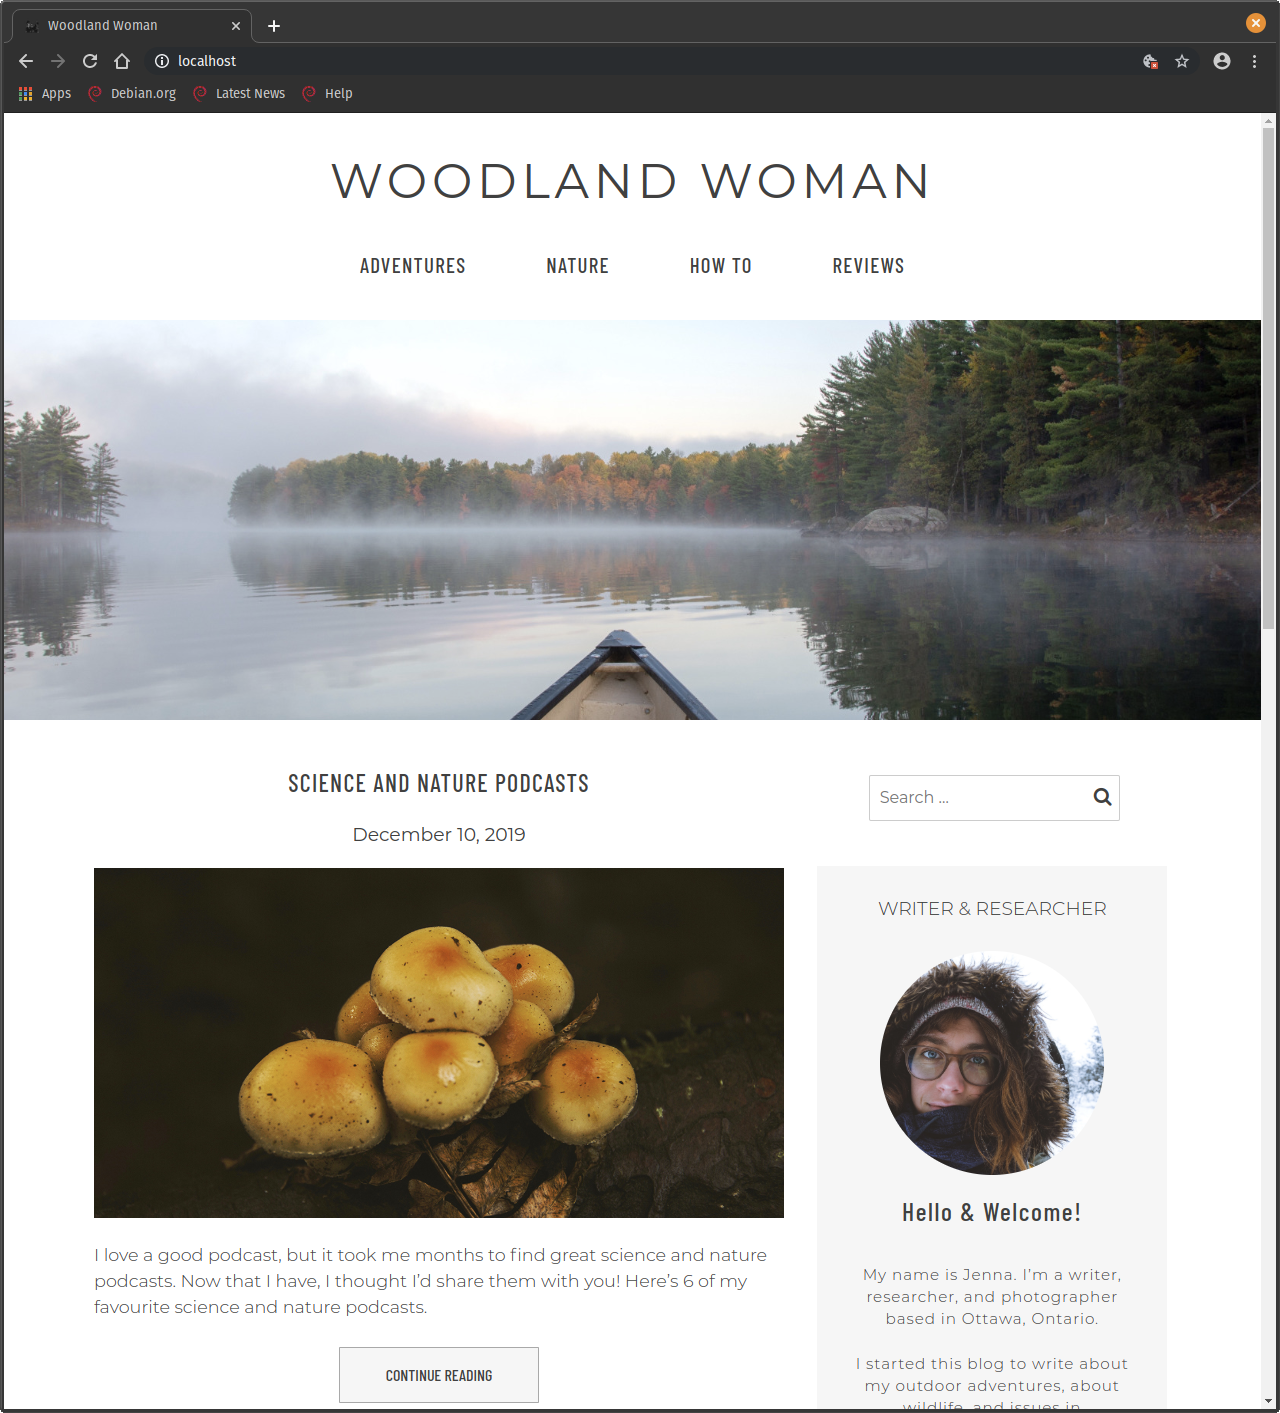 Woodland Woman
localhost
Apps Debian.org Latest News Help
WOODLAND WOMAN
ADVENTURES NATURE HOW TO REVIEWS
SCIENCE AND NATURE PODCASTS
December 10, 2019
I love a good podcast, but it took me months to find great science and nature
podcasts. Now that I have, I thought I’d share them with you! Here’s 6 of my
favourite science and nature podcasts.
CONTINUE READING
Search ...
WRITER & RESEARCHER
Hello & Welcome!
My name is Jenna. I’m a writer,
researcher, and photographer
based in Ottawa, Ontario.
I started this blog to write about
my outdoor adventures, about
wildlife, and issues in